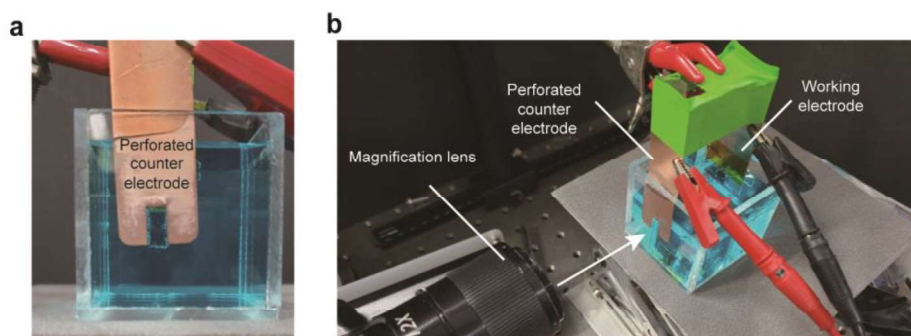 a
Perforated
counter
electrode
b
Perforated
counter
electrode
Working
electrode
Magnification lens
2X